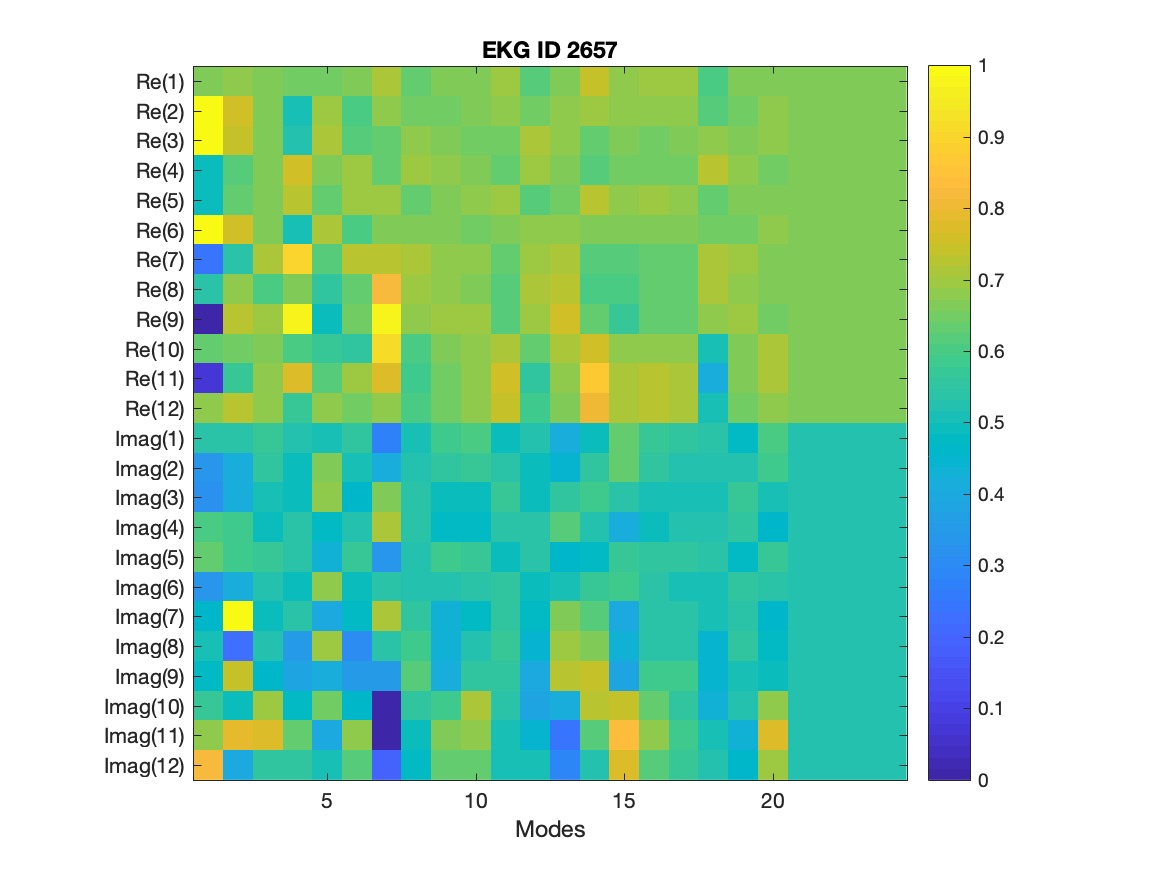 EKG ID 2657
Re(1)
Re(2)
Re(3)
Re(4)
Re(5)
Re(6)
Re(7)
Re(8)
Re(9)
Re(10)
Re(11)
Re(12)
Imag(1)
Imag(2)
Imag(3)
Imag(4)
Imag(5)
Imag(6)
Imag(7)
Imag(8)
Imag(9)
Imag(10)
Imag(11)
Imag(12)
5 10 15 20
Modes
1
0.9
0.8
0.7
0.6
0.5
0.4
0.3
0.2
0.1
0